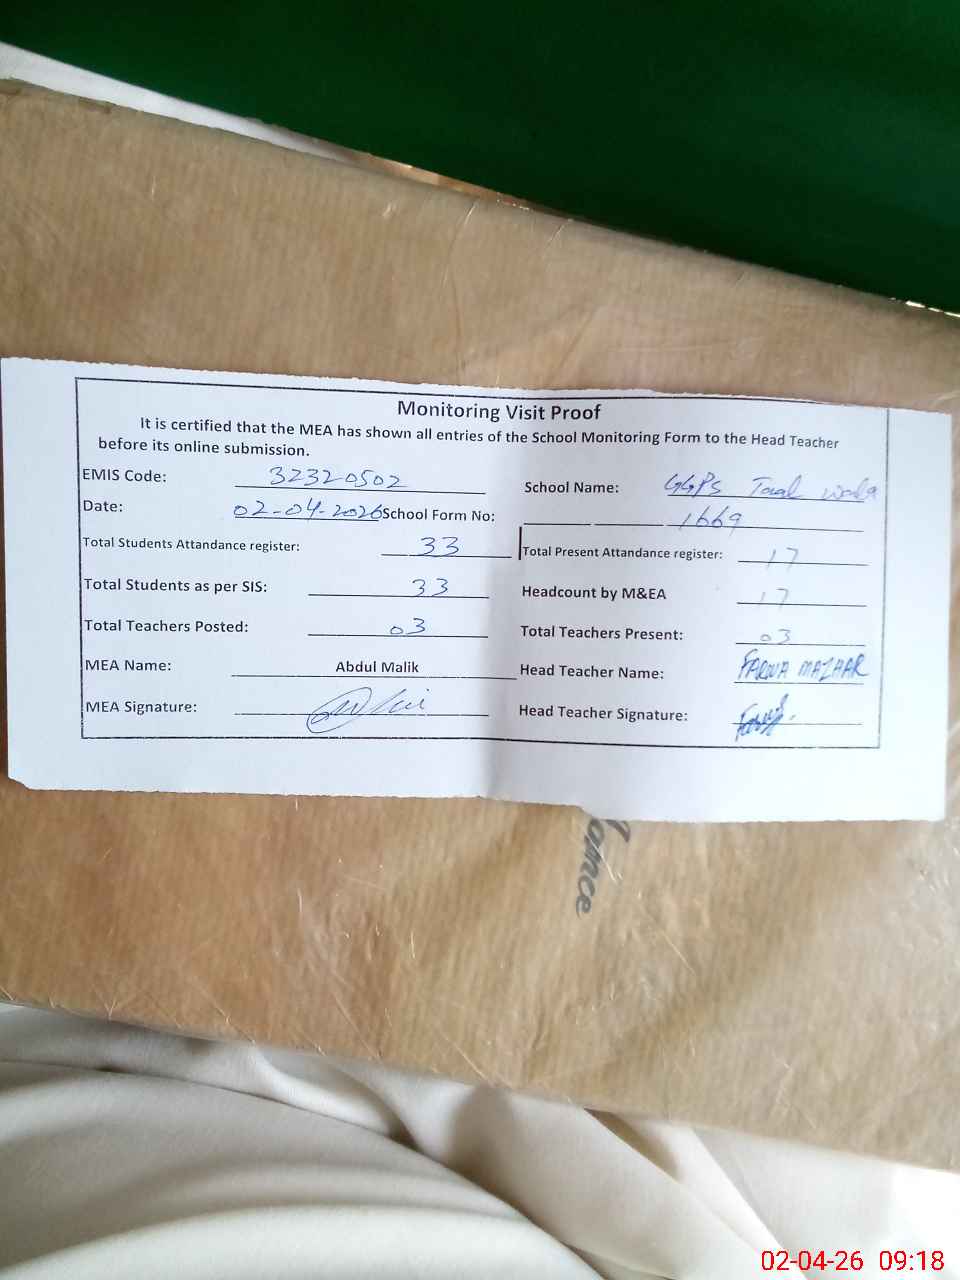 Monitoring Visit Proof
It is certified that the MEA has shown all entries of the School Monitoring Form to the Head Teacher
before its online submission.
EMIS Code: 32320502 School Name: GGPS Taal wala
Date: 02-04-2026 School Form No: 1669
Total Students Attandance register: 33 Total Present Attandance register: 17
Total Students as per SIS: 33 Headcount by M&EA 17
Total Teachers Posted: 03 Total Teachers Present: 03
MEA Name: Abdul Malik Head Teacher Name: FARWA MAZHAR
MEA Signature: Head Teacher Signature:
02-04-26 09:18